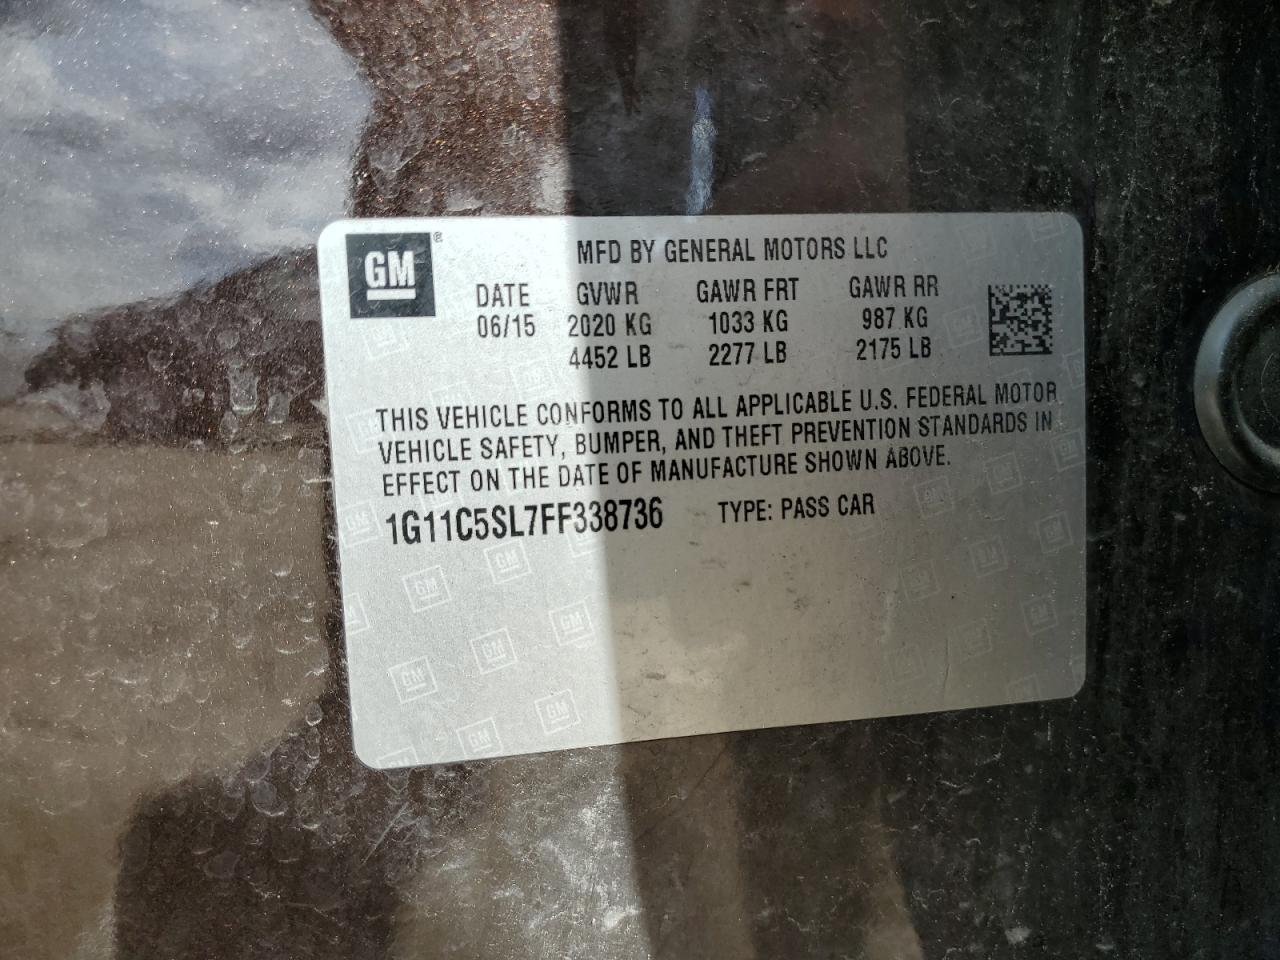 GM ®
MFD BY GENERAL MOTORS LLC
DATE GVWR GAWR FRT GAWR RR
06/15 2020 KG 1033 KG 987 KG
4452 LB 2277 LB 2175 LB
THIS VEHICLE CONFORMS TO ALL APPLICABLE U.S. FEDERAL MOTOR
VEHICLE SAFETY, BUMPER, AND THEFT PREVENTION STANDARDS IN
EFFECT ON THE DATE OF MANUFACTURE SHOWN ABOVE.
1G11C5SL7FF338736 TYPE: PASS CAR